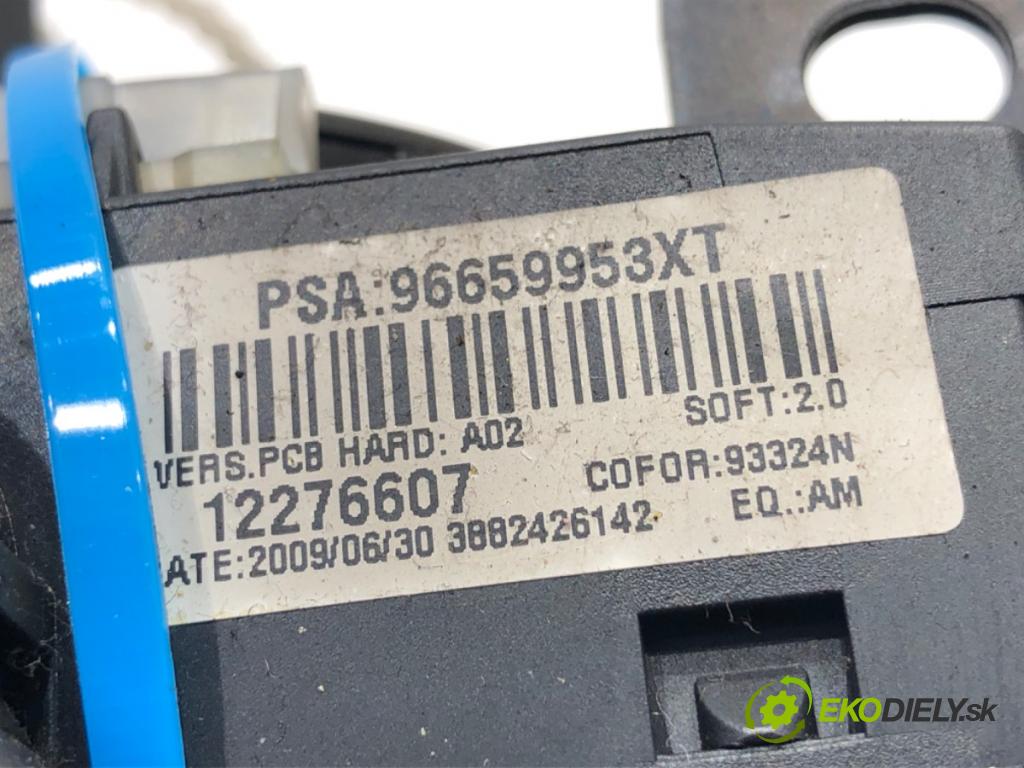 PSA:96659953XT
SOFT:2.0
VERS.PCB HARD: A02
COFOR:93324N
12276607
EQ.:AM
ATE:2009/06/30 3882426142
EKODIELY.sk